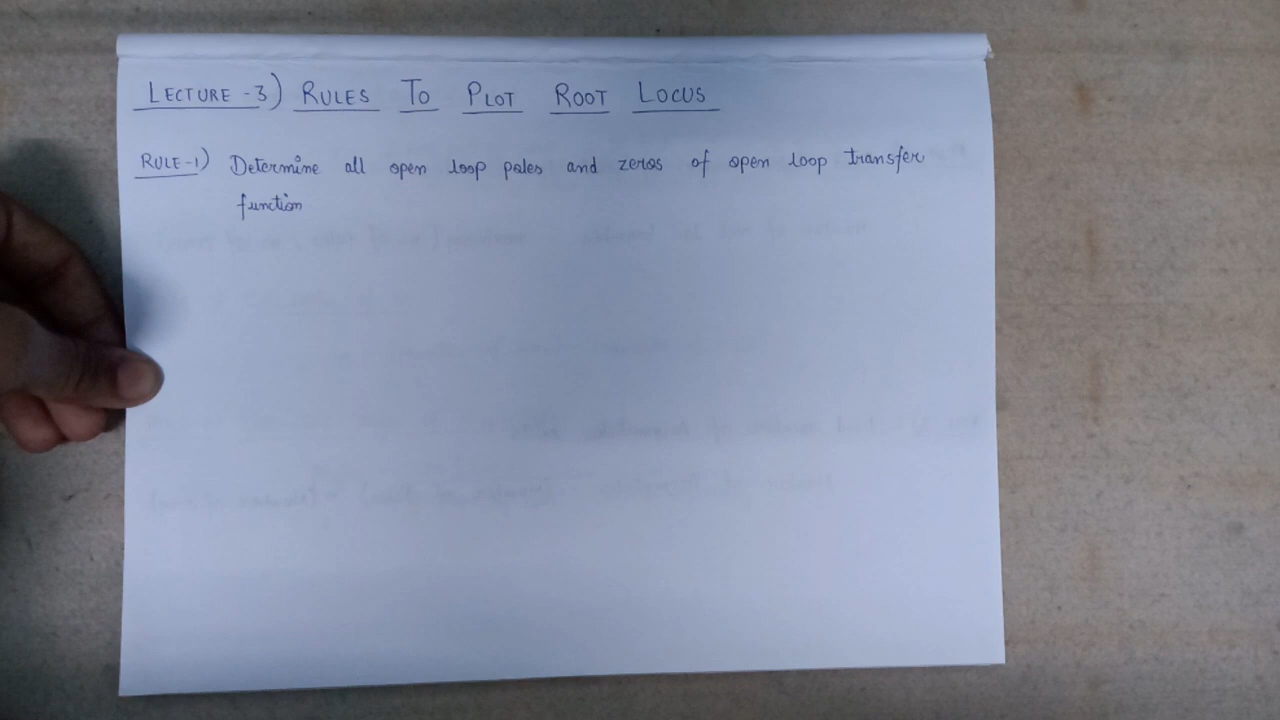 LECTURE - 3) RULES TO PLOT ROOT LOCUS
RULE-1) Determine all open loop poles and zeros of open loop transfer
function